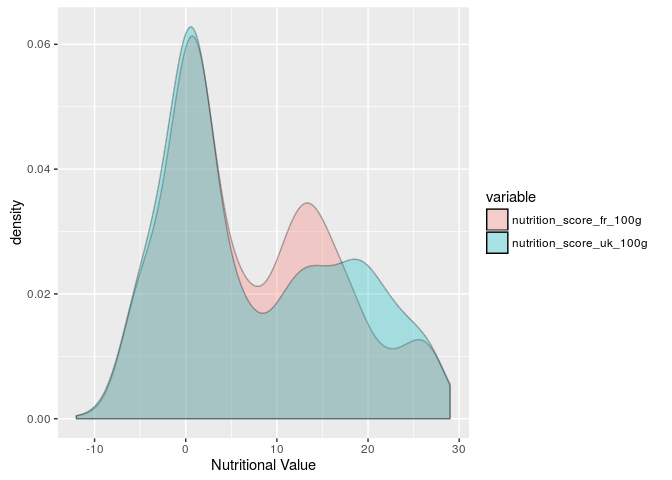 0.06
0.04
0.02
0.00
density
-10 0 10 20 30
Nutritional Value
variable
nutrition_score_fr_100g
nutrition_score_uk_100g